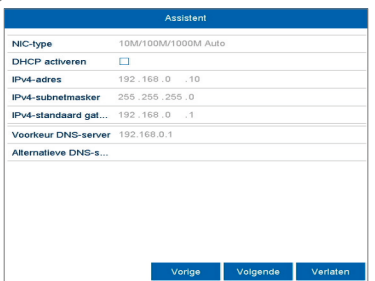 Assistent
NIC-type 10M/100M/1000M Auto
DHCP activeren
IPv4-adres 192.168.0 .10
IPv4-subnetmasker 255.255.255.0
IPv4-standaard gat... 192.168.0 .1
Voorkeur DNS-server 192.168.0.1
Alternatieve DNS-s...
Vorige Volgende Verlaten